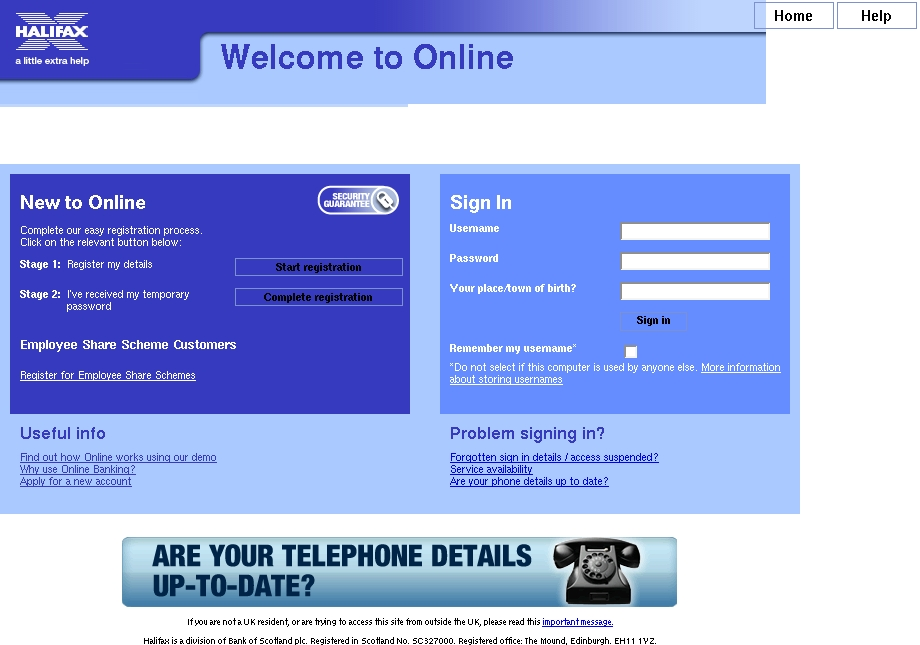 HALIFAX
a little extra help
Home
Help
Welcome to Online
New to Online
SECURITY
GUARANTEE
Complete our easy registration process.
Click on the relevant button below:
Stage 1: Register my details
Start registration
Stage 2: I've received my temporary
password
Complete registration
Employee Share Scheme Customers
Register for Employee Share Schemes
Sign In
Username
Password
Your place/town of birth?
Sign in
Remember my username*
*Do not select if this computer is used by anyone else. More information
about storing usernames
Useful info
Find out how Online works using our demo
Why use Online Banking?
Apply for a new account
Problem signing in?
Forgotten sign in details / access suspended?
Service availability
Are your phone details up to date?
ARE YOUR TELEPHONE DETAILS
UP-TO-DATE?
If you are not a UK resident, or are trying to access this site from outside the UK, please read this important message.
Halifax is a division of Bank of Scotland plc. Registered in Scotland No. SC327000. Registered office: The Mound, Edinburgh. EH11 1YZ.